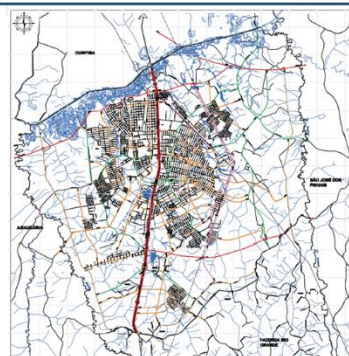 CURITIBA
SÃO JOSÉ DOS
PINHAIS
ARAUCÁRIA
FAZENDA RIO
GRANDE